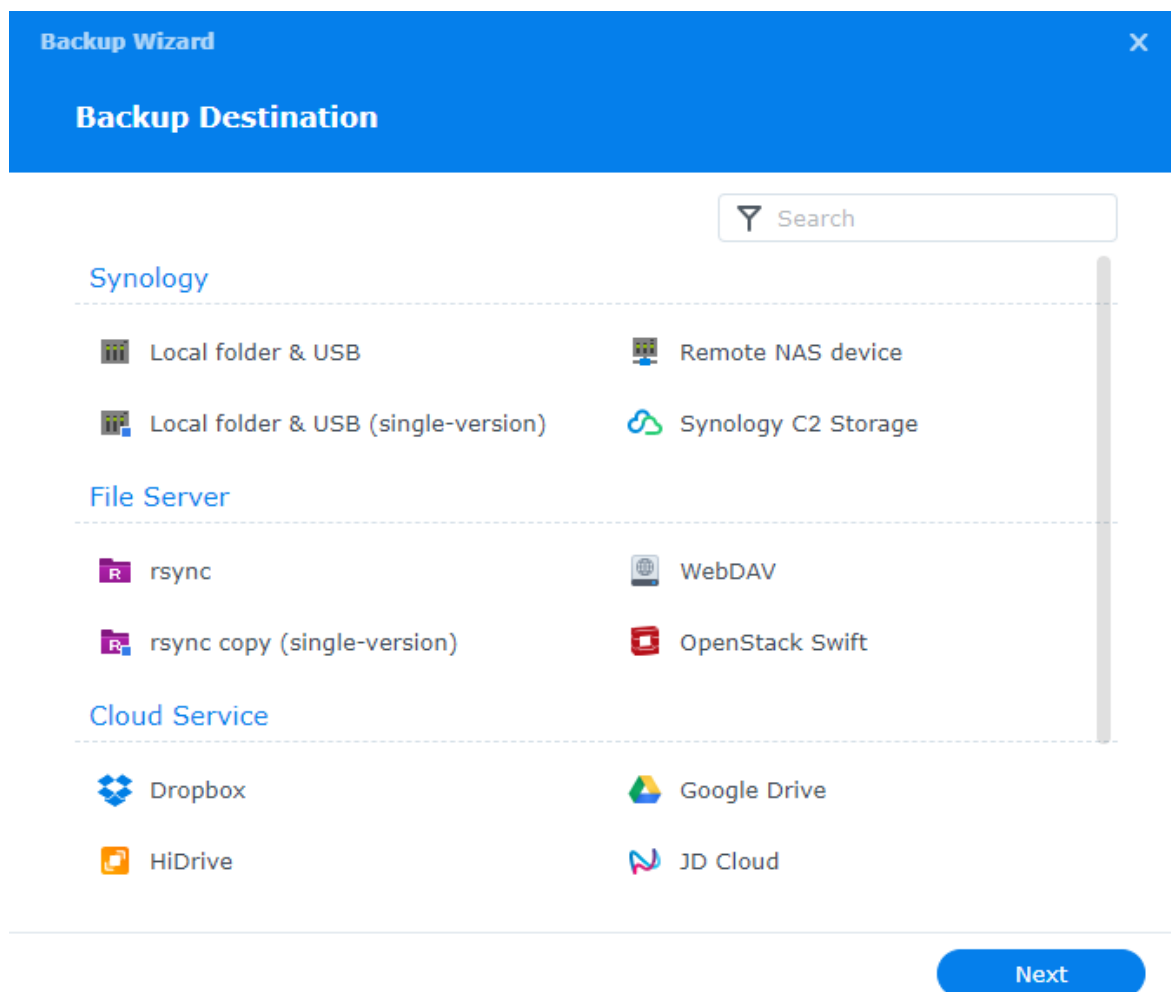 Backup Wizard
Backup Destination
Search
Synology
Local folder & USB
Remote NAS device
Local folder & USB (single-version)
Synology C2 Storage
File Server
R rsync
WebDAV
R rsync copy (single-version)
OpenStack Swift
Cloud Service
Dropbox
Google Drive
HiDrive
JD Cloud
Next